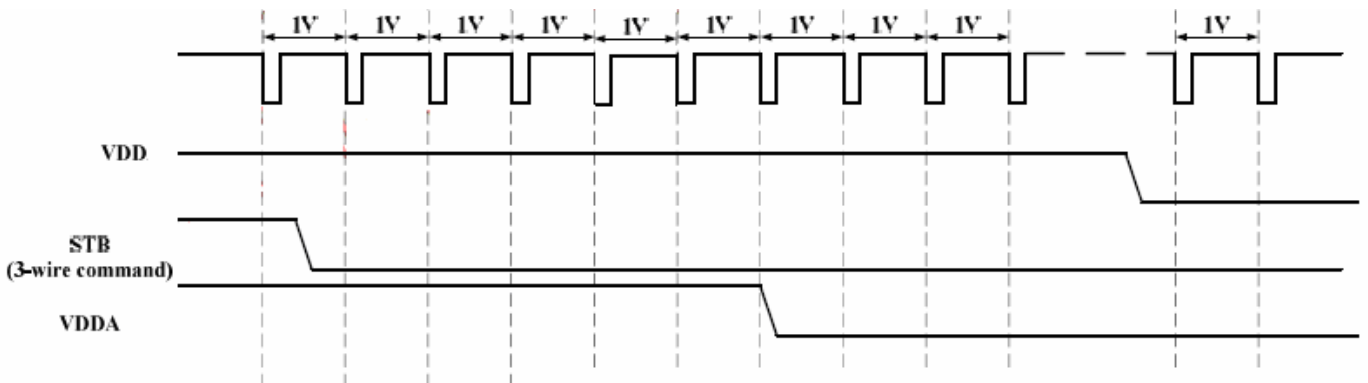 1V 1V 1V 1V 1V 1V 1V 1V 1V 1V
VDD
STB
(3-wire command)
VDDA